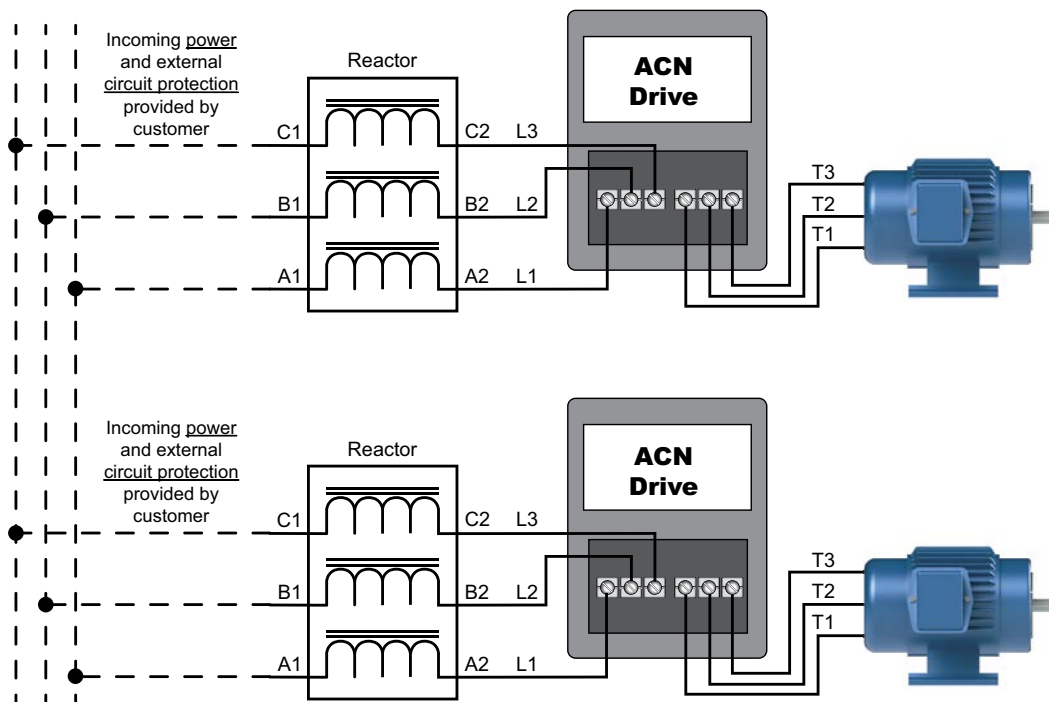 Incoming power
and external
circuit protection
provided by
customer
Reactor
ACN
Drive
C1
C2
L3
B1
B2
L2
A1
A2
L1
T3
T2
T1
Incoming power
and external
circuit protection
provided by
customer
Reactor
ACN
Drive
C1
C2
L3
B1
B2
L2
A1
A2
L1
T3
T2
T1